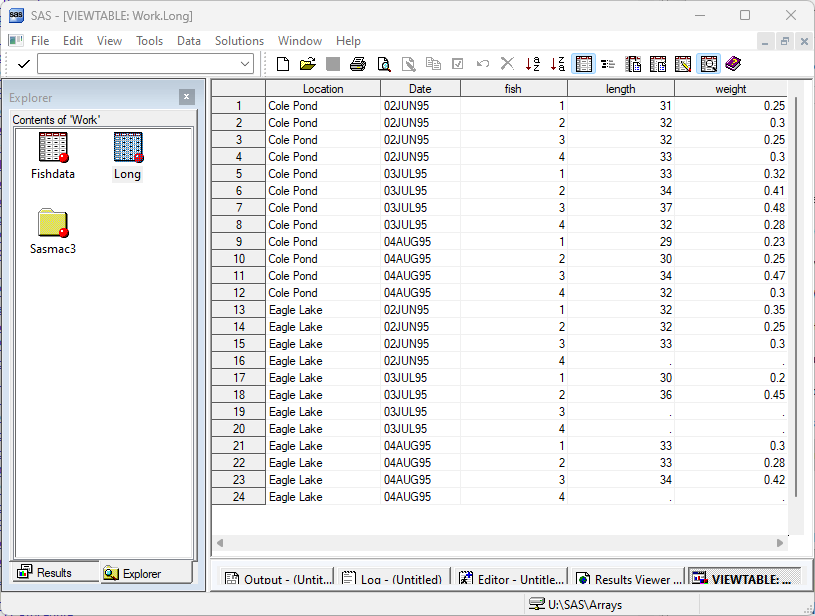 SAS - [VIEWTABLE: Work.Long]
File Edit View Tools Data Solutions Window Help
Explorer
Contents of 'Work'
Fishdata Long
Sasmac3
Location Date fish length weight
1 Cole Pond 02JUN95 1 31 0.25
2 Cole Pond 02JUN95 2 32 0.3
3 Cole Pond 02JUN95 3 32 0.25
4 Cole Pond 02JUN95 4 33 0.3
5 Cole Pond 03JUL95 1 33 0.32
6 Cole Pond 03JUL95 2 34 0.41
7 Cole Pond 03JUL95 3 37 0.48
8 Cole Pond 03JUL95 4 32 0.28
9 Cole Pond 04AUG95 1 29 0.23
10 Cole Pond 04AUG95 2 30 0.25
11 Cole Pond 04AUG95 3 34 0.47
12 Cole Pond 04AUG95 4 32 0.3
13 Eagle Lake 02JUN95 1 32 0.35
14 Eagle Lake 02JUN95 2 32 0.25
15 Eagle Lake 02JUN95 3 33 0.3
16 Eagle Lake 02JUN95 4 . .
17 Eagle Lake 03JUL95 1 30 0.2
18 Eagle Lake 03JUL95 2 36 0.45
19 Eagle Lake 03JUL95 3 . .
20 Eagle Lake 03JUL95 4 . .
21 Eagle Lake 04AUG95 1 33 0.3
22 Eagle Lake 04AUG95 2 33 0.28
23 Eagle Lake 04AUG95 3 34 0.42
24 Eagle Lake 04AUG95 4 . .
Results Explorer
Output - (Untit... Log - (Untitled) Editor - Untitle... Results Viewer ... VIEWTABLE: ...
U:\SAS\Arrays